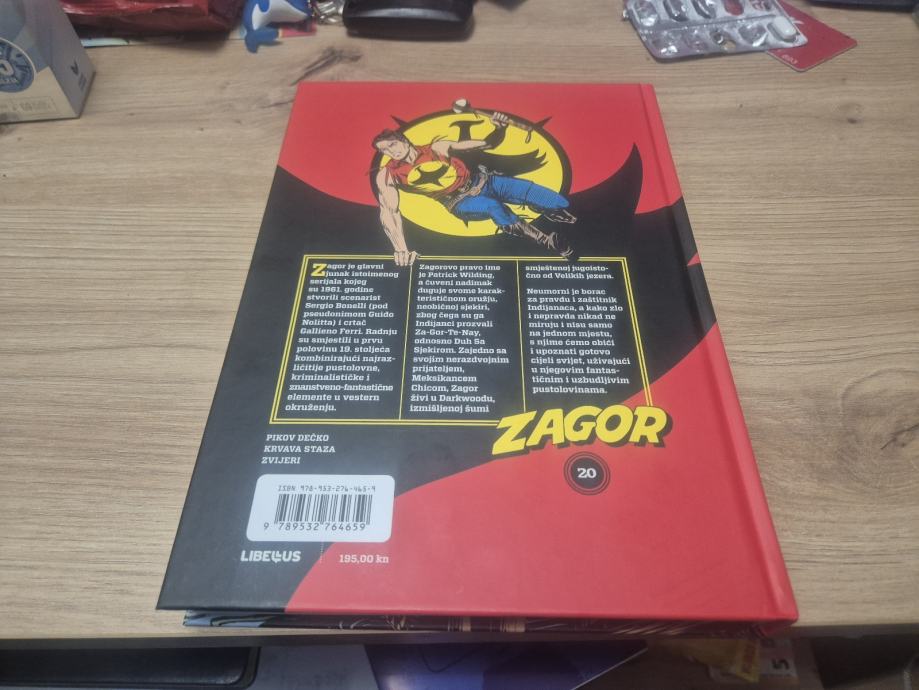 Zagor je glavni
junak istoimenog
serijala kojeg
su 1961. godine
stvorili scenarist
Sergio Bonelli (pod
pseudonimom Guido
Nolitta) i crtač
Gallieno Ferri. Radnju
su smjestili u prvu
polovinu 19. stoljeća
kombinirajući najraz-
ličitije pustolovne,
kriminalističke i
znanstveno-fantastične
elemente u vestern
okruženju.
Zagorovo pravo ime
je Patrick Wilding,
a čuveni nadimak
duguje svome karak-
terističnom oružju,
neobičnoj sjekiri,
zbog čega su ga
Indijanci prozvali
Za-Gor-Te-Nay,
odnosno Duh Sa
Sjekirom. Zajedno sa
svojim nerazdvojnim
prijateljem,
Meksikancem
Chicom, Zagor
živi u Darkwoodu,
izmišljenoj šumi
smještenoj jugoisto-
čno od Velikih jezera.
Neumorni je borac
za pravdu i zaštitnik
Indijanaca, a kako zlo
i nepravda nikad ne
miruju i nisu samo
na jednom mjestu,
s njime ćemo obići
i upoznati gotovo
cijeli svijet, uživajući
u njegovim fantas-
tičnim i uzbudljivim
pustolovinama.
ZAGOR
20
PIKOV DEČKO
KRVAVA STAZA
ZVIJERI
ISBN 978-953-276-465-9
9 789532 764659
LIBELLUS
195,00 kn